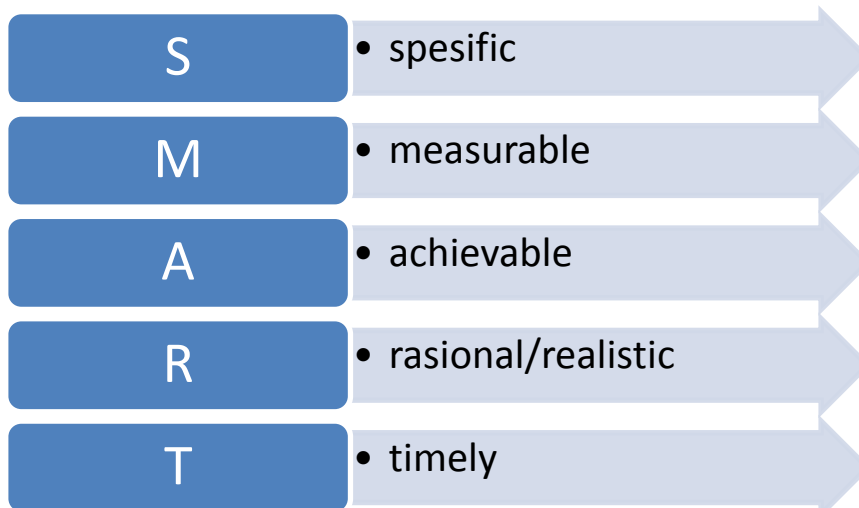 S
• spesific
M
• measurable
A
• achievable
R
• rasional/realistic
T
• timely